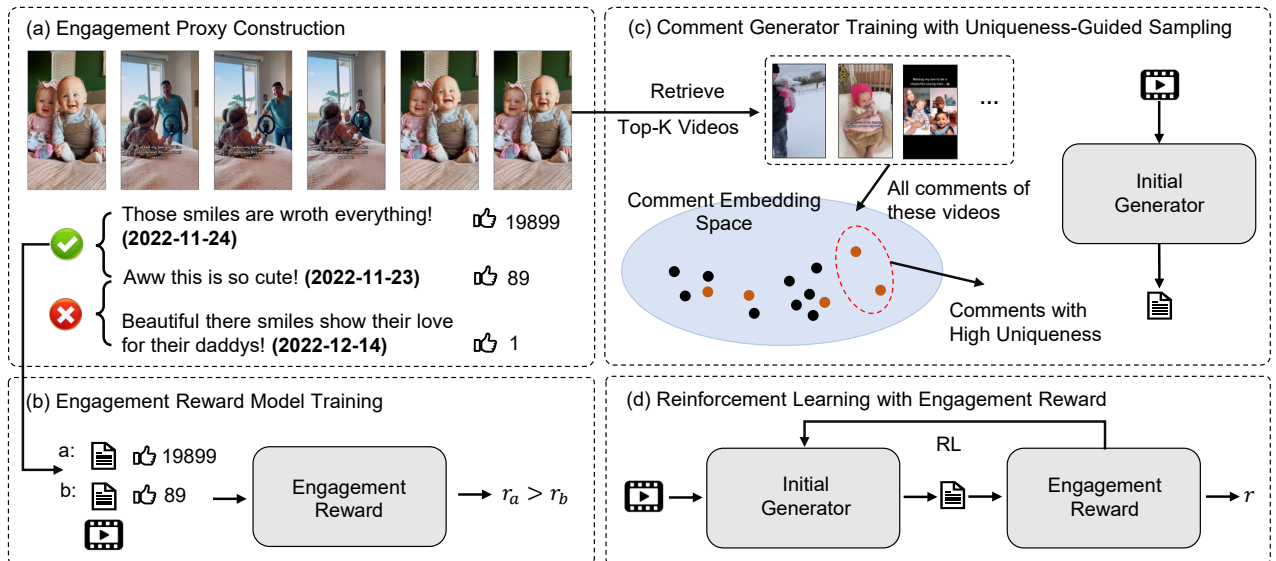 (a) Engagement Proxy Construction
Those smiles are wroth everything!
(2022-11-24)
19899
Aww this is so cute! (2022-11-23)
89
Beautiful there smiles show their love
for their daddys! (2022-12-14)
1
(b) Engagement Reward Model Training
a:
19899
b:
89
Engagement
Reward
r_a > r_b
(c) Comment Generator Training with Uniqueness-Guided Sampling
Retrieve
Top-K Videos
...
All comments of
these videos
Comment Embedding
Space
Comments with
High Uniqueness
Initial
Generator
(d) Reinforcement Learning with Engagement Reward
RL
Initial
Generator
Engagement
Reward
r